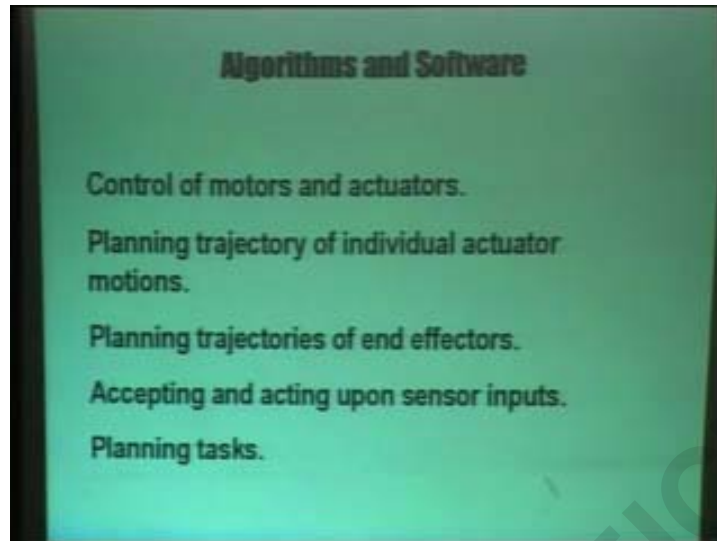 Algorithms and Software
Control of motors and actuators.
Planning trajectory of individual actuator
motions.
Planning trajectories of end effectors.
Accepting and acting upon sensor inputs.
Planning tasks.